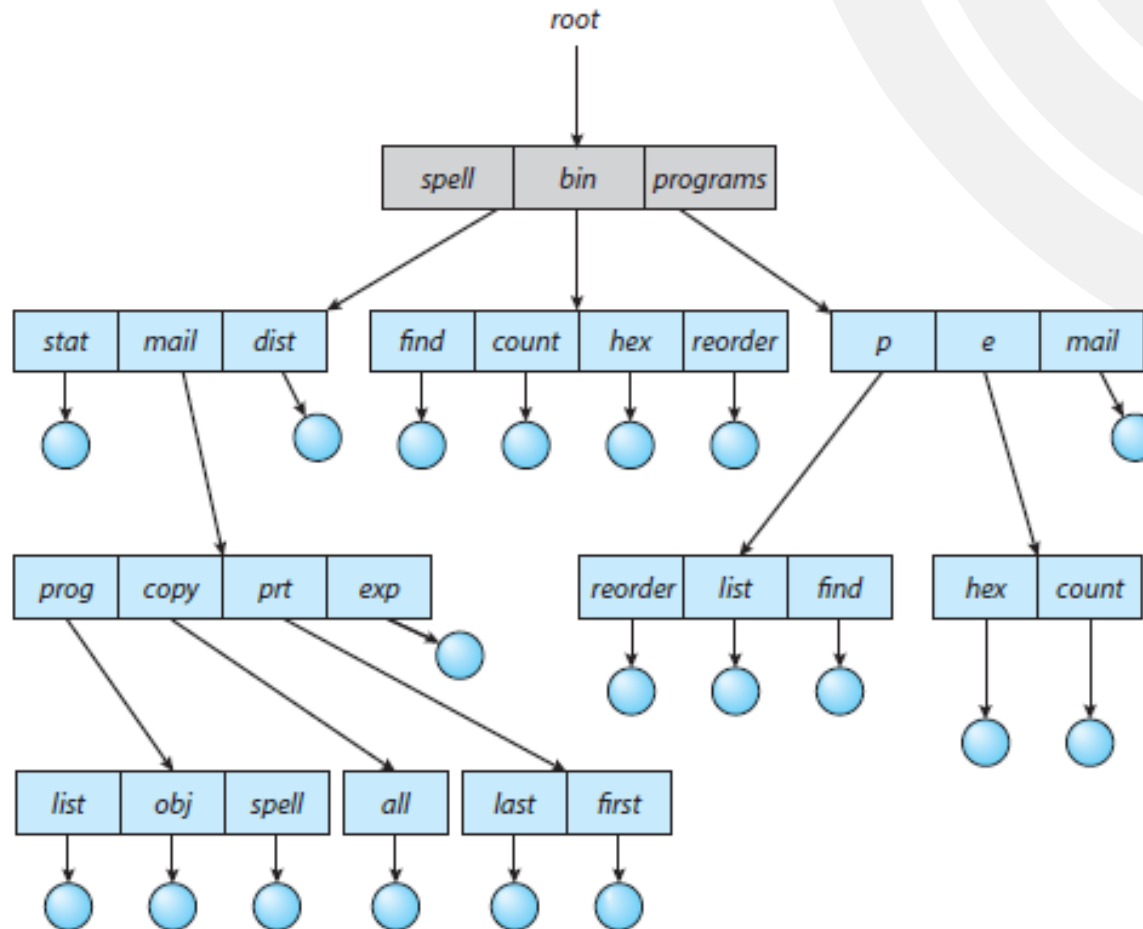 root
spell bin programs
stat mail dist find count hex reorder p e mail
prog copy prt exp reorder list find hex count
list obj spell all last first